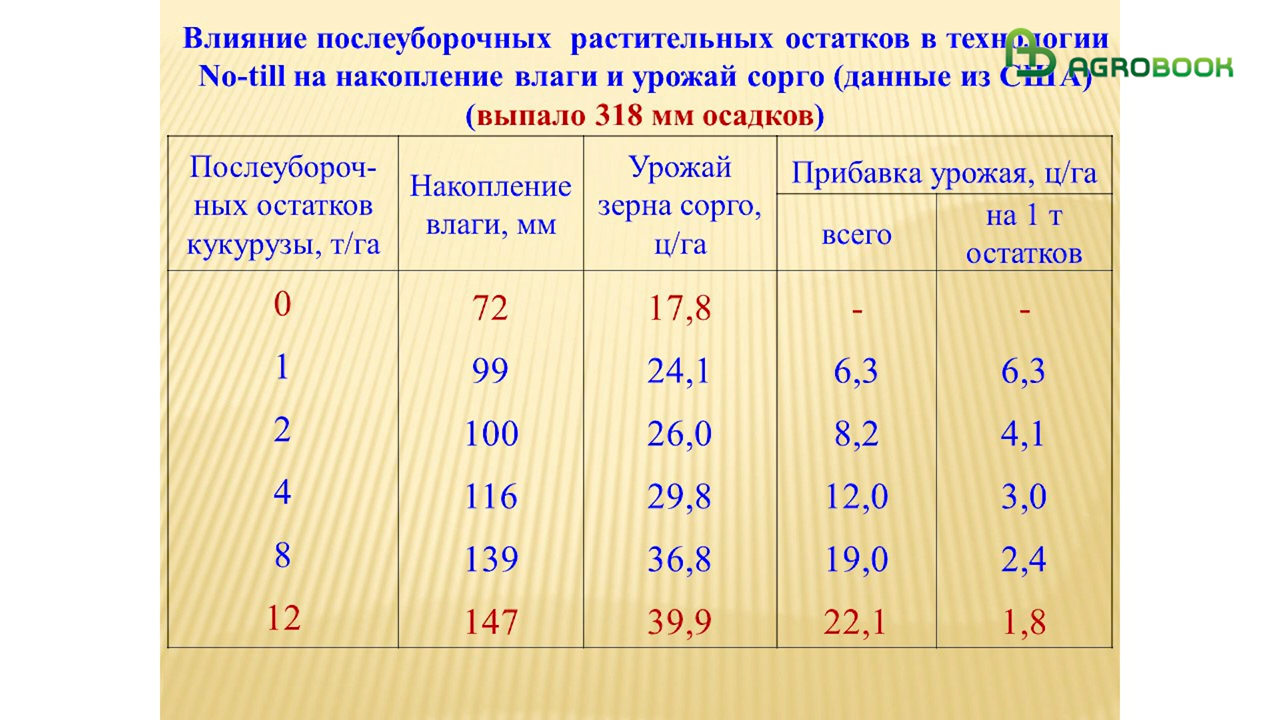 Влияние послеуборочных растительных остатков в технологии
No-till на накопление влаги и урожай сорго (данные из США)
(выпало 318 мм осадков)
AGROBOOK
Послеубороч-
ных остатков
кукурузы, т/га
Накопление
влаги, мм
Урожай
зерна сорго,
ц/га
Прибавка урожая, ц/га
всего
на 1 т
остатков
0 72 17,8 - -
1 99 24,1 6,3 6,3
2 100 26,0 8,2 4,1
4 116 29,8 12,0 3,0
8 139 36,8 19,0 2,4
12 147 39,9 22,1 1,8